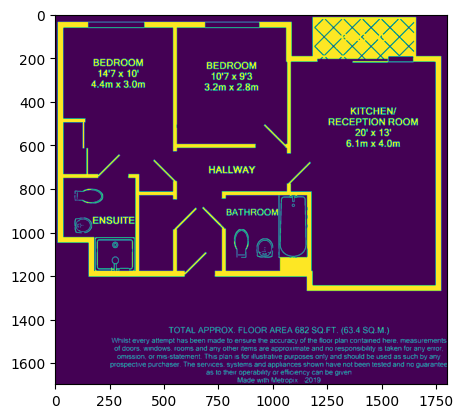 0
200
400
600
800
1000
1200
1400
1600
0
250
500
750
1000
1250
1500
1750
BEDROOM
14'7 x 10'
4.4m x 3.0m
BEDROOM
10'7 x 9'3
3.2m x 2.8m
KITCHEN/
RECEPTION ROOM
20' x 13'
6.1m x 4.0m
HALLWAY
ENSUITE
BATHROOM
TOTAL APPROX. FLOOR AREA 682 SQ.FT. (63.4 SQ.M.)
Whilst every attempt has been made to ensure the accuracy of the floor plan contained here, measurements
of doors, windows, rooms and any other items are approximate and no responsibility is taken for any error,
omission, or mis-statement. This plan is for illustrative purposes only and should be used as such by any
prospective purchaser. The services, systems and appliances shown have not been tested and no guarantee
as to their operability or efficiency can be given
Made with Metropix 2019